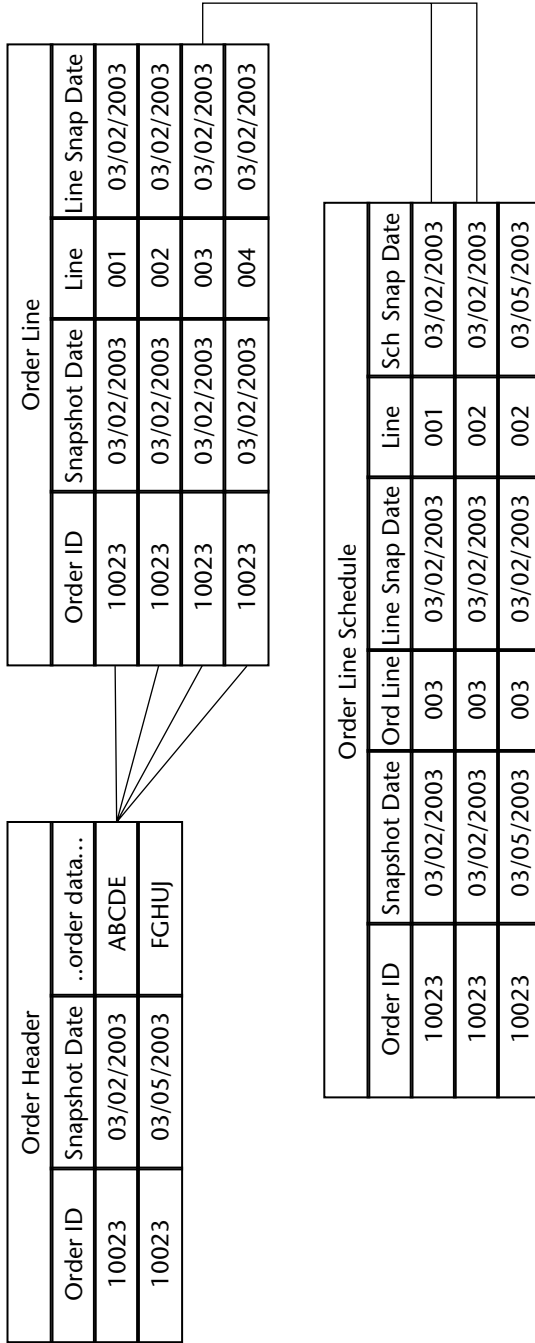 Order Header
Order ID Snapshot Date ..order data...
10023 03/02/2003 ABCDE
10023 03/05/2003 FGHUJ
Order Line
Order ID Snapshot Date Line Line Snap Date
10023 03/02/2003 001 03/02/2003
10023 03/02/2003 002 03/02/2003
10023 03/02/2003 003 03/02/2003
10023 03/02/2003 004 03/02/2003
Order Line Schedule
Order ID Snapshot Date Ord Line Line Snap Date Line Sch Snap Date
10023 03/02/2003 003 03/02/2003 001 03/02/2003
10023 03/02/2003 003 03/02/2003 002 03/02/2003
10023 03/05/2003 003 03/02/2003 002 03/05/2003